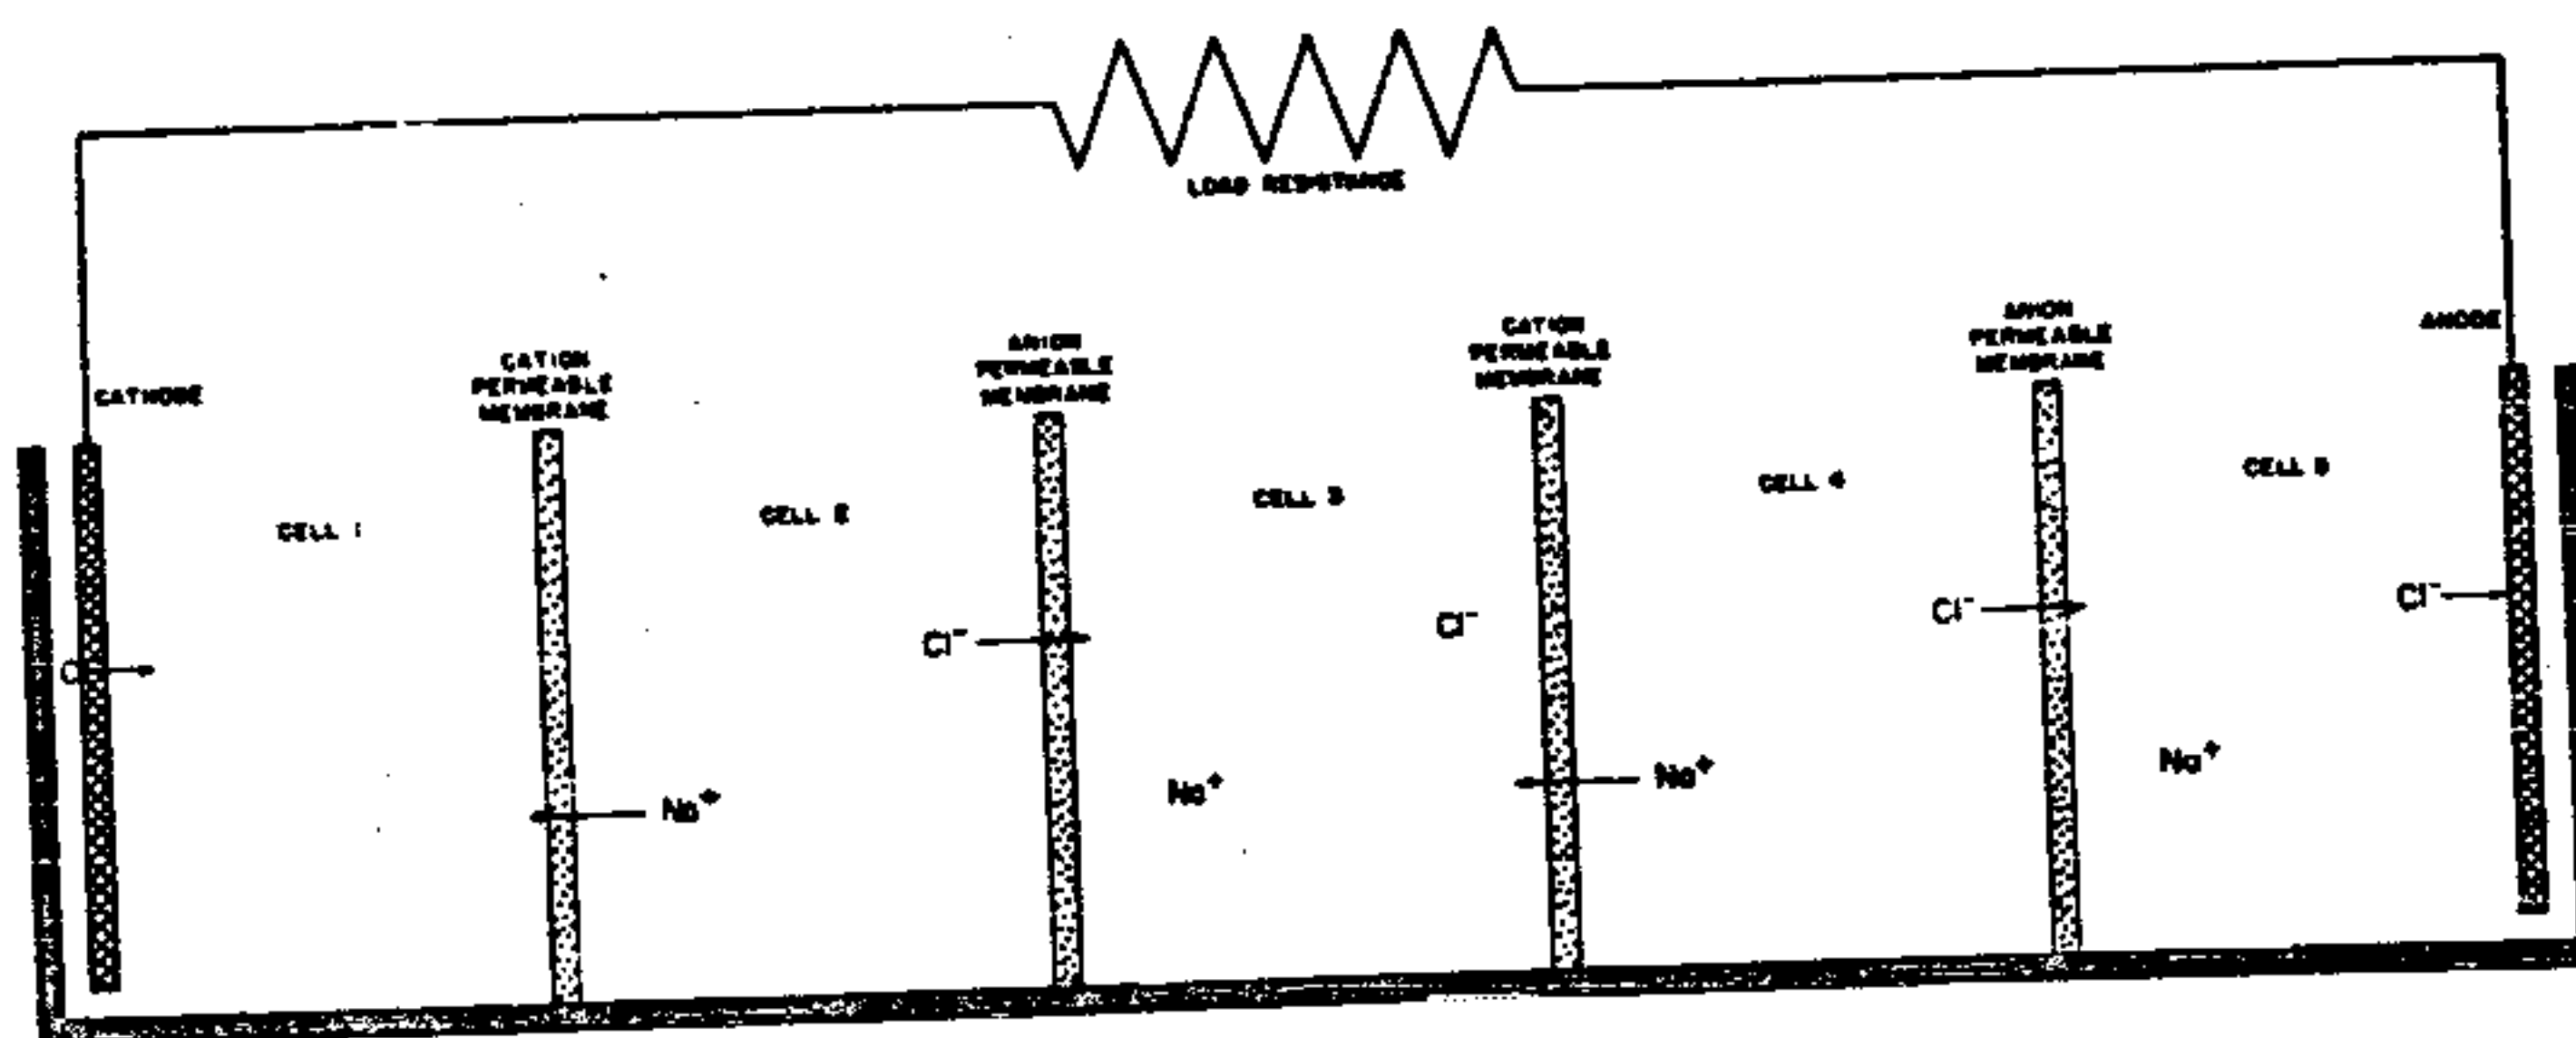 LOAD RESISTANCE
CATHODE
CATION
PERMEABLE
MEMBRANE
ANION
PERMEABLE
MEMBRANE
CATION
PERMEABLE
MEMBRANE
ANION
PERMEABLE
MEMBRANE
ANODE
CELL 1
CELL 2
CELL 3
CELL 4
CELL 5
Cl⁻
Cl⁻
Cl⁻
Cl⁻
Na⁺
Na⁺
Na⁺
Na⁺